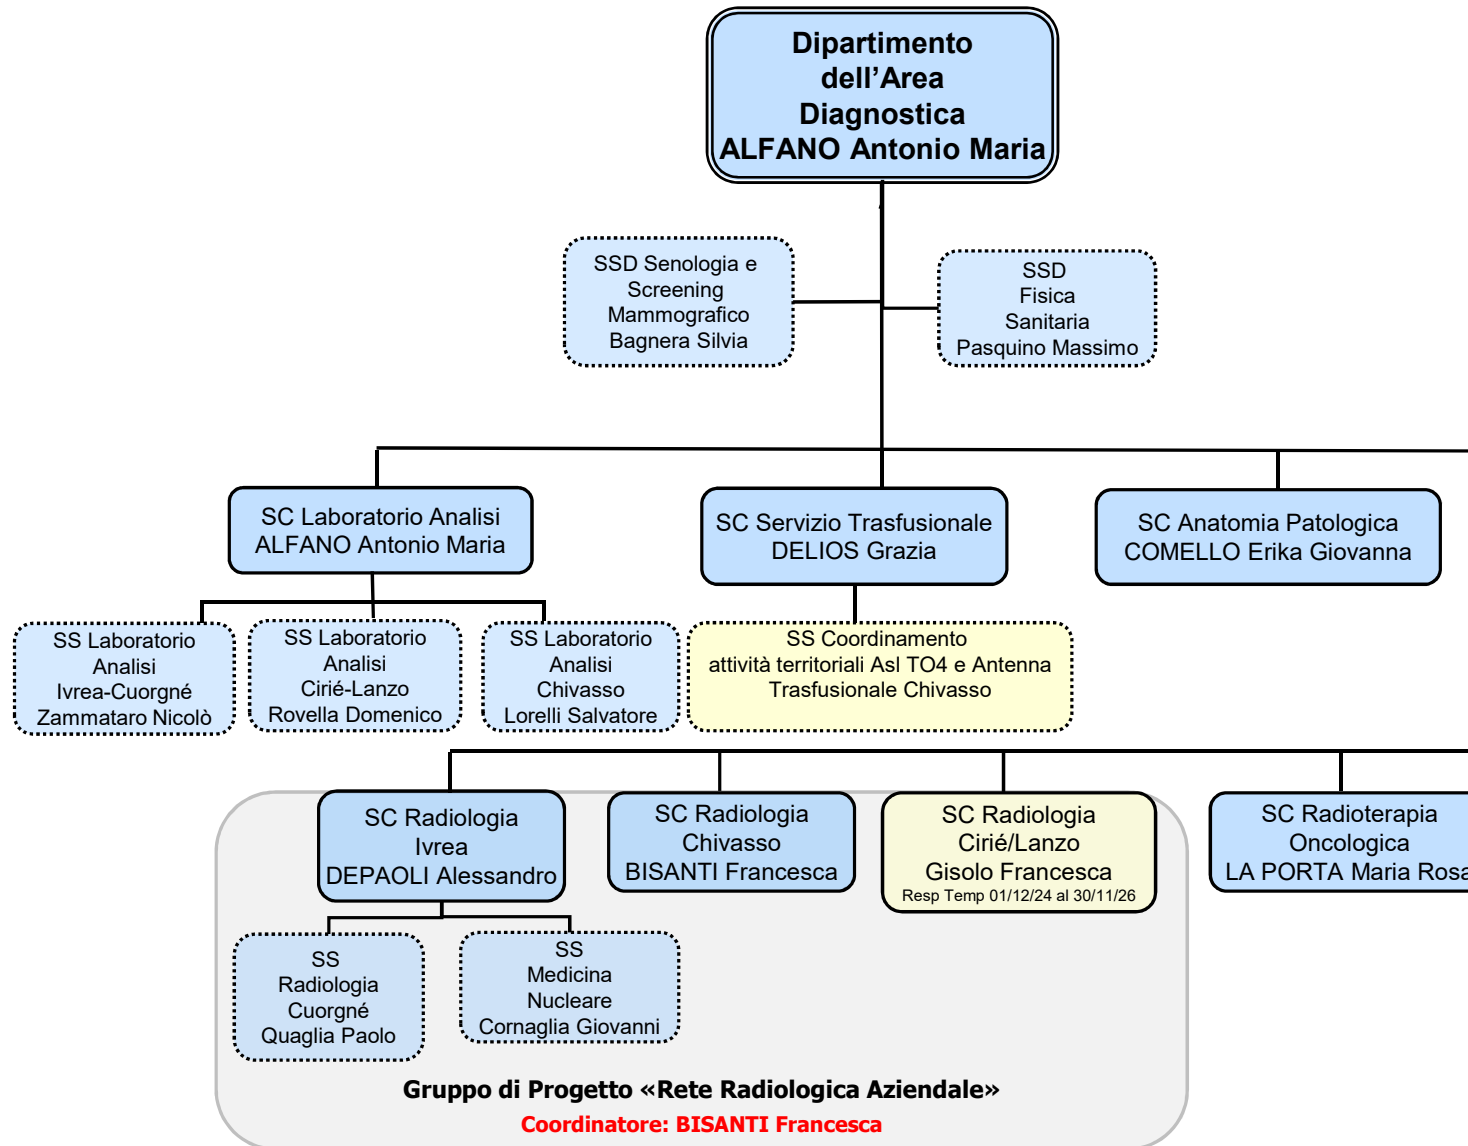 Dipartimento
dell’Area
Diagnostica
ALFANO Antonio Maria
SSD Senologia e
Screening
Mammografico
Bagnera Silvia
SSD
Fisica
Sanitaria
Pasquino Massimo
SC Laboratorio Analisi
ALFANO Antonio Maria
SC Servizio Trasfusionale
DELIOS Grazia
SC Anatomia Patologica
COMELLO Erika Giovanna
SS Laboratorio
Analisi
Ivrea-Cuorgné
Zammataro Nicolò
SS Laboratorio
Analisi
Cirié-Lanzo
Rovella Domenico
SS Laboratorio
Analisi
Chivasso
Lorelli Salvatore
SS Coordinamento
attività territoriali Asl TO4 e Antenna
Trasfusionale Chivasso
SC Radiologia
Ivrea
DEPAOLI Alessandro
SC Radiologia
Chivasso
BISANTI Francesca
SC Radiologia
Cirié/Lanzo
Gisolo Francesca
Resp Temp 01/12/24 al 30/11/26
SC Radioterapia
Oncologica
LA PORTA Maria Rosa
SS
Radiologia
Cuorgné
Quaglia Paolo
SS
Medicina
Nucleare
Cornaglia Giovanni
Gruppo di Progetto «Rete Radiologica Aziendale»
Coordinatore: BISANTI Francesca